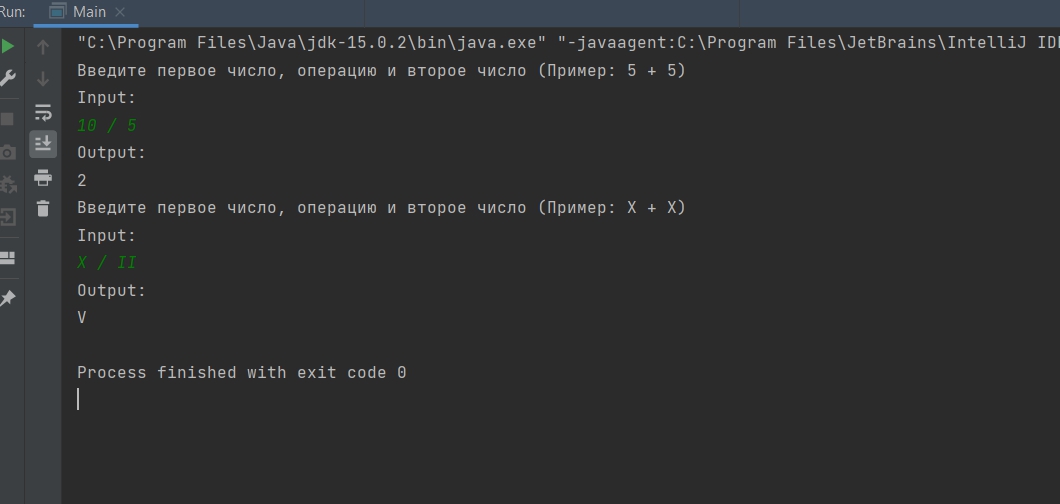 Run: Main
"C:\Program Files\Java\jdk-15.0.2\bin\java.exe" "-javaagent:C:\Program Files\JetBrains\IntelliJ IDE
Введите первое число, операцию и второе число (Пример: 5 + 5)
Input:
10 / 5
Output:
2
Введите первое число, операцию и второе число (Пример: X + X)
Input:
X / II
Output:
V
Process finished with exit code 0